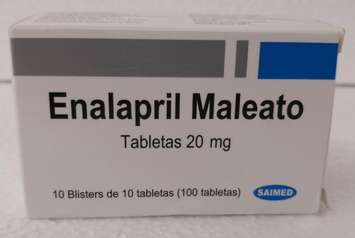 Enalapril Maleato
Tabletas 20 mg
10 Blisters de 10 tabletas (100 tabletas) SAIMED